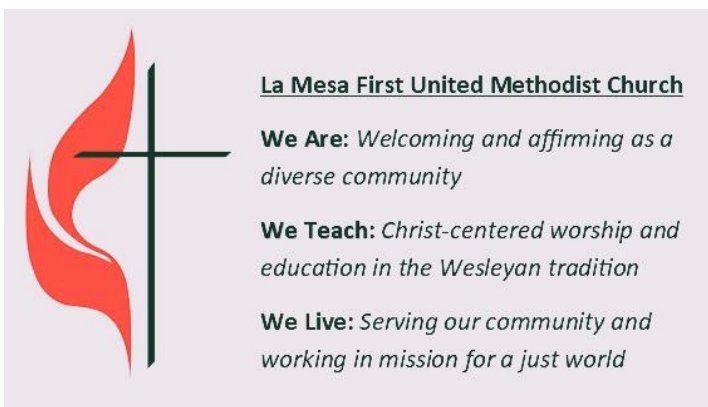 La Mesa First United Methodist Church
We Are: Welcoming and affirming as a
diverse community
We Teach: Christ-centered worship and
education in the Wesleyan tradition
We Live: Serving our community and
working in mission for a just world